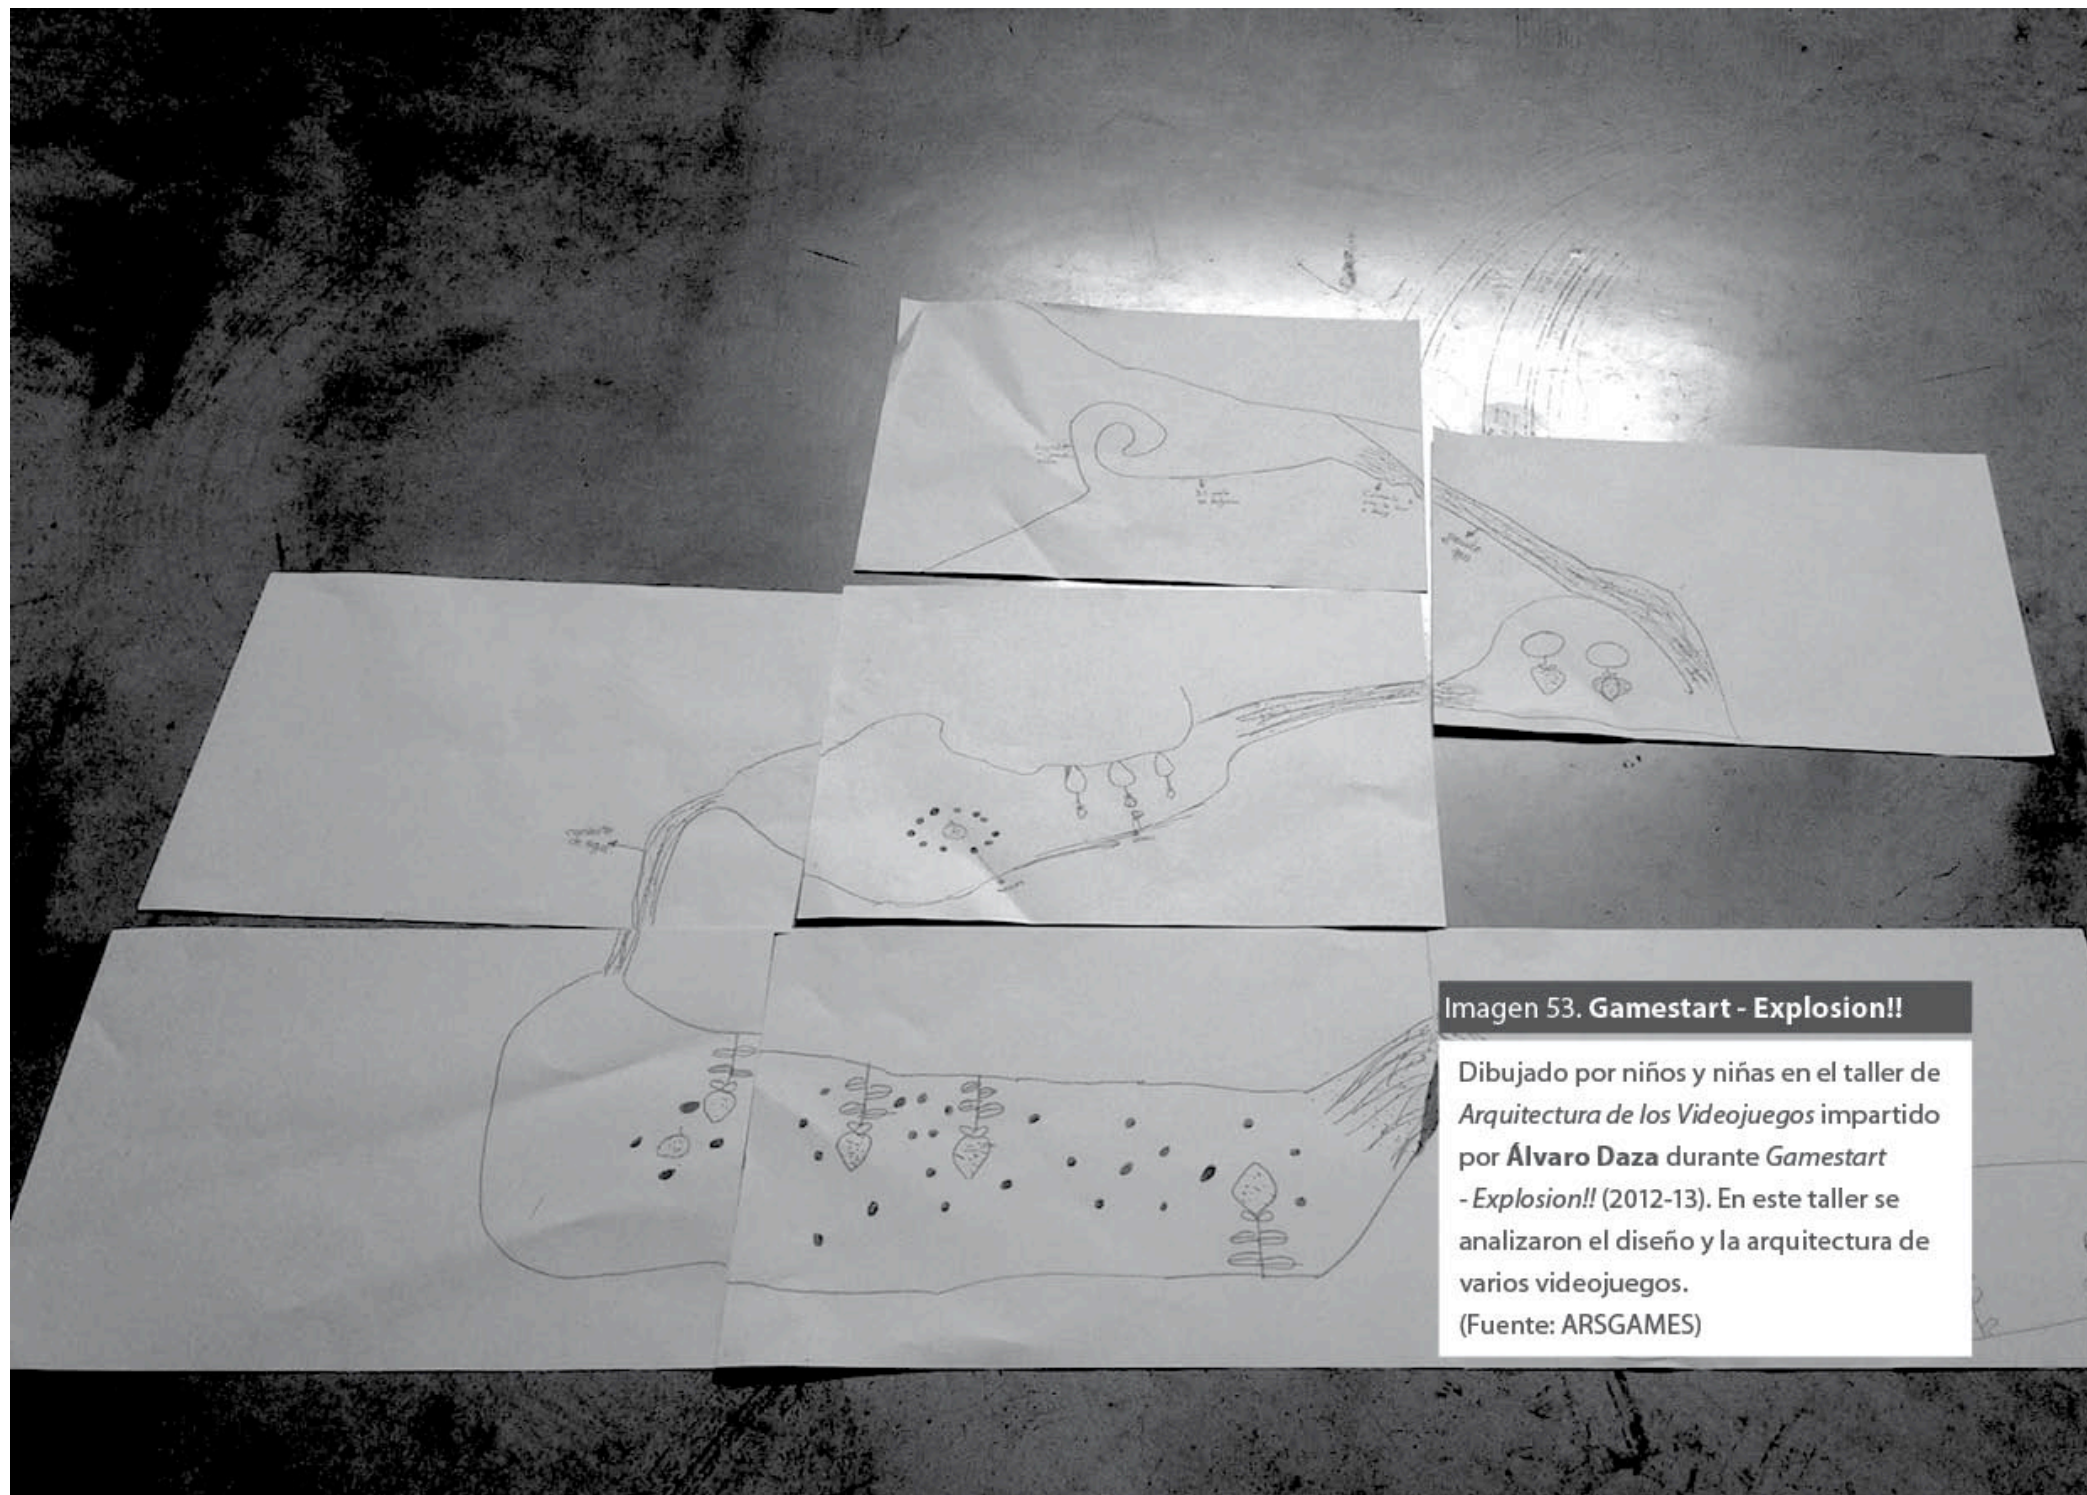 Imagen 53. Gamestart - Explosion!!
Dibujado por niños y niñas en el taller de
Arquitectura de los Videojuegos impartido
por Álvaro Daza durante Gamestart
- Explosion!! (2012-13). En este taller se
analizaron el diseño y la arquitectura de
varios videojuegos.
(Fuente: ARSGAMES)